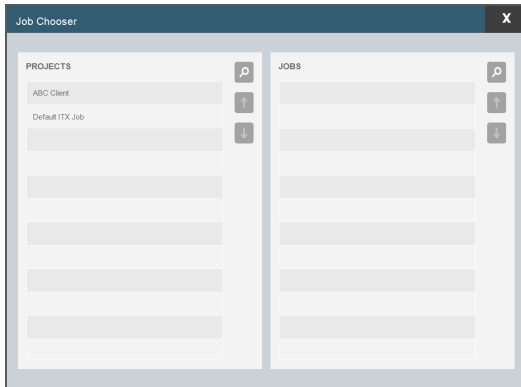 Job Chooser
X
PROJECTS
JOBS
ABC Client
Default ITX Job